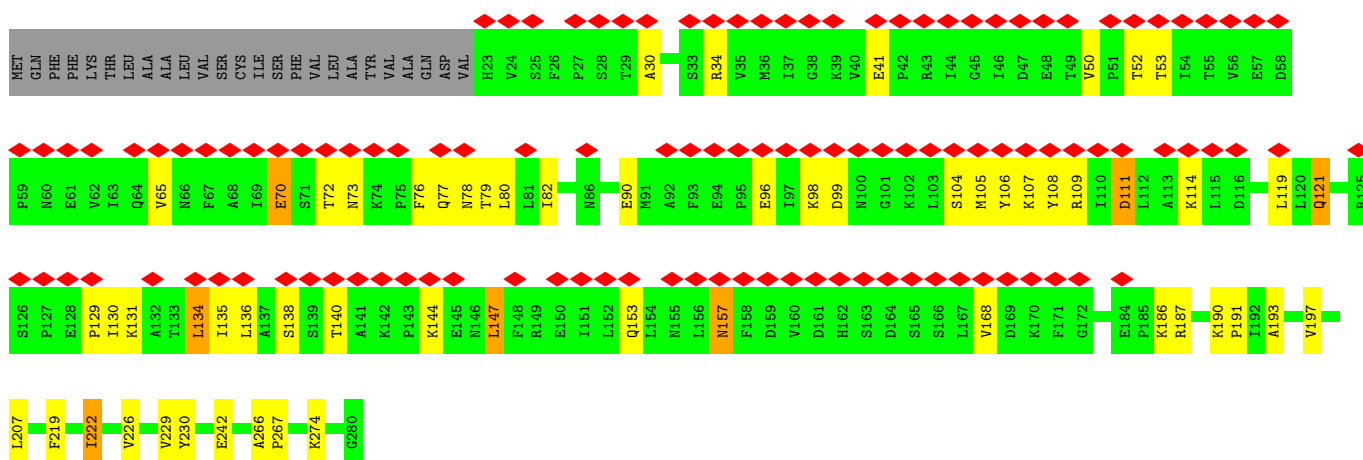 MET GLN PHE PHE LYS THR LEU ALA ALA LEU VAL SER CYS ILE SER PHE VAL LEU ALA TYR VAL ALA GLN ASP VAL H23 V24 S25 F26 P27 S28 T29 A30 S33 R34 V35 M36 I37 G38 K39 V40 E41 P42 R43 I44 G45 I46 D47 E48 T49 V50 P51 T52 T53 I54 T55 V56 E57 D58
P59 N60 E61 V62 I63 Q64 V65 N66 F67 A68 I69 E70 S71 T72 N73 K74 P75 F76 Q77 N78 T79 L80 L81 I82 N86 E90 M91 A92 F93 E94 P95 E96 I97 K98 D99 N100 G101 K102 L103 S104 M105 Y106 K107 Y108 R109 I110 D111 L112 A113 K114 L115 D116 L119 L120 Q121
S126 P127 E128 P129 I130 K131 A132 T133 L134 I135 L136 A137 S138 S139 T140 A141 K142 P143 K144 E145 N146 L147 F148 R149 E150 I151 L152 Q153 L154 N155 L156 N157 F158 D159 V160 D161 H162 S163 D164 S165 S166 L167 V168 D169 K170 F171 G172 E184 P185 K186 R187 K190 P191 I192 A193 V197
L207 F219 I222 V226 V229 Y230 E242 A266 P267 K274 G280